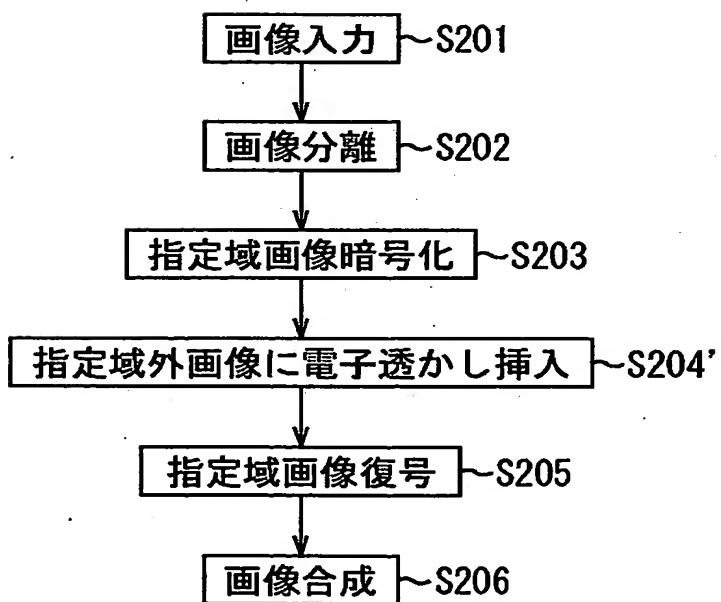 画像入力 ~S201
画像分離 ~S202
指定域画像暗号化 ~S203
指定域外画像に電子透かし挿入 ~S204'
指定域画像復号 ~S205
画像合成 ~S206